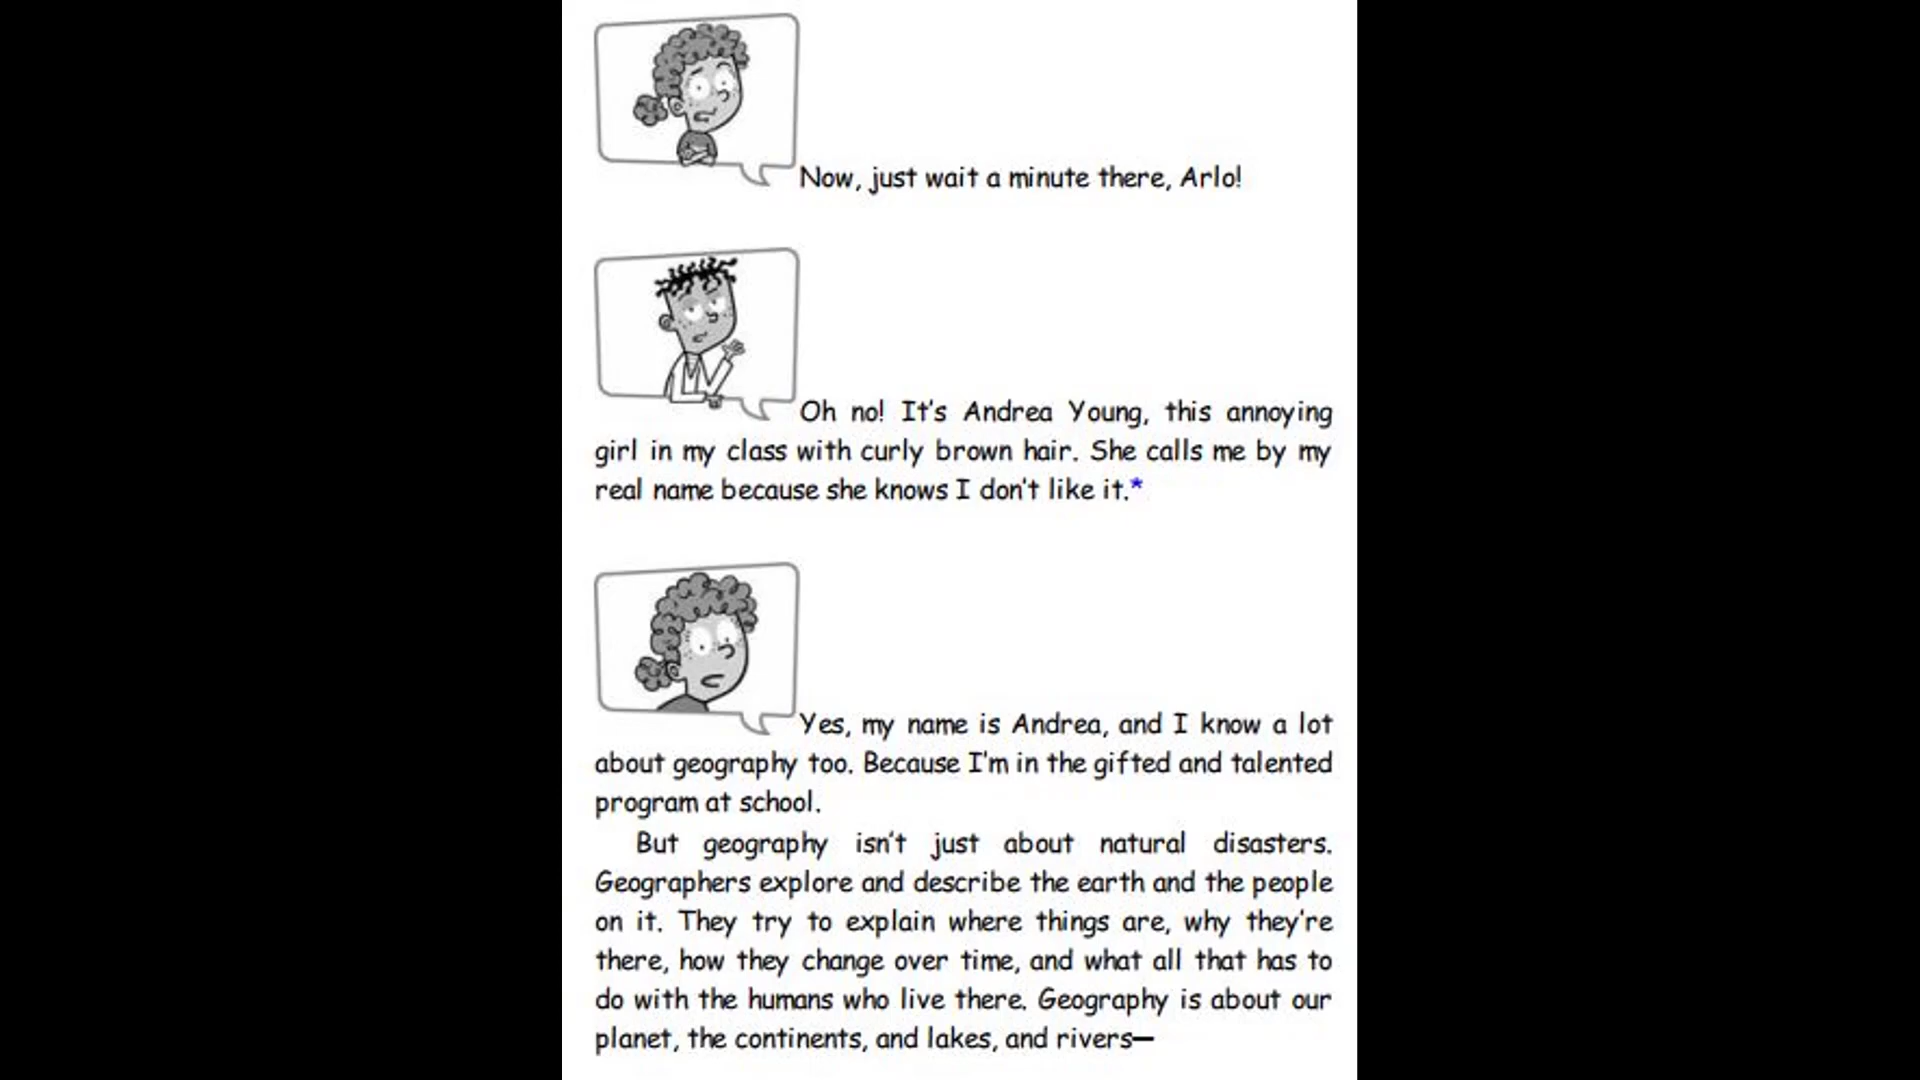 Now, just wait a minute there, Arlo!
Oh no! It's Andrea Young, this annoying
girl in my class with curly brown hair. She calls me by my
real name because she knows I don't like it.*
Yes, my name is Andrea, and I know a lot
about geography too. Because I'm in the gifted and talented
program at school.
But geography isn't just about natural disasters.
Geographers explore and describe the earth and the people
on it. They try to explain where things are, why they're
there, how they change over time, and what all that has to
do with the humans who live there. Geography is about our
planet, the continents, and lakes, and rivers—